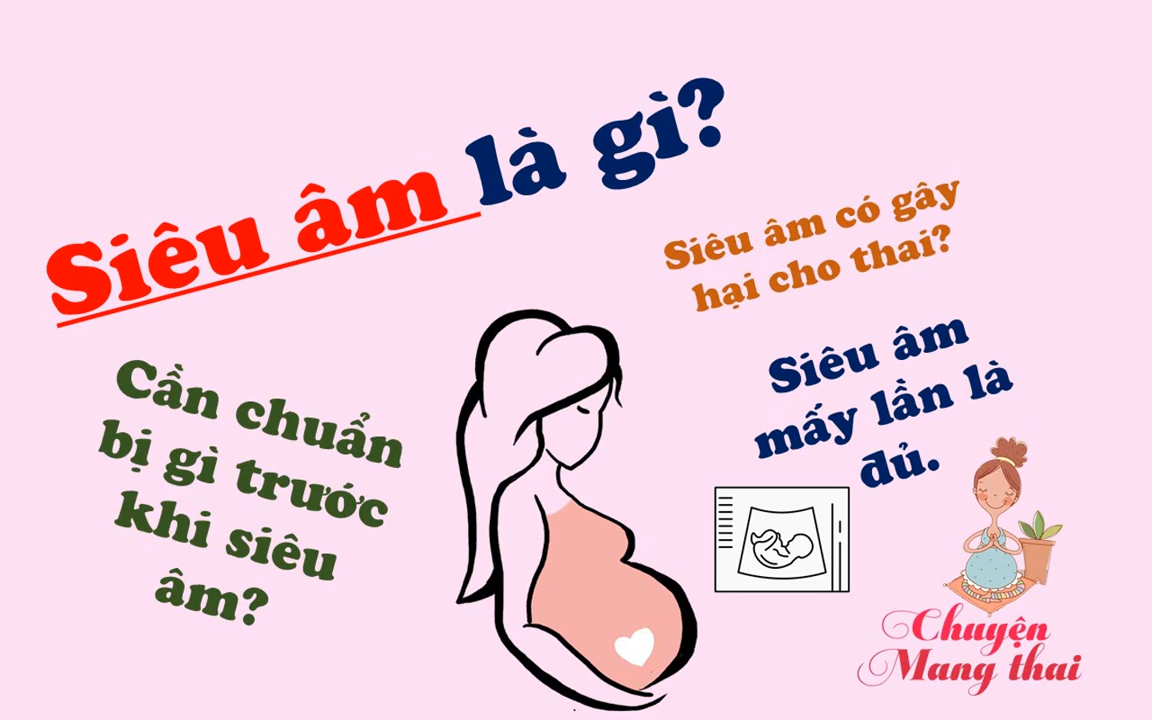 Siêu âm là gì?
Siêu âm có gây
hại cho thai?
Siêu âm
mấy lần là
đủ.
Cần chuẩn
bị gì trước
khi siêu
âm?
Chuyện
Mang thai